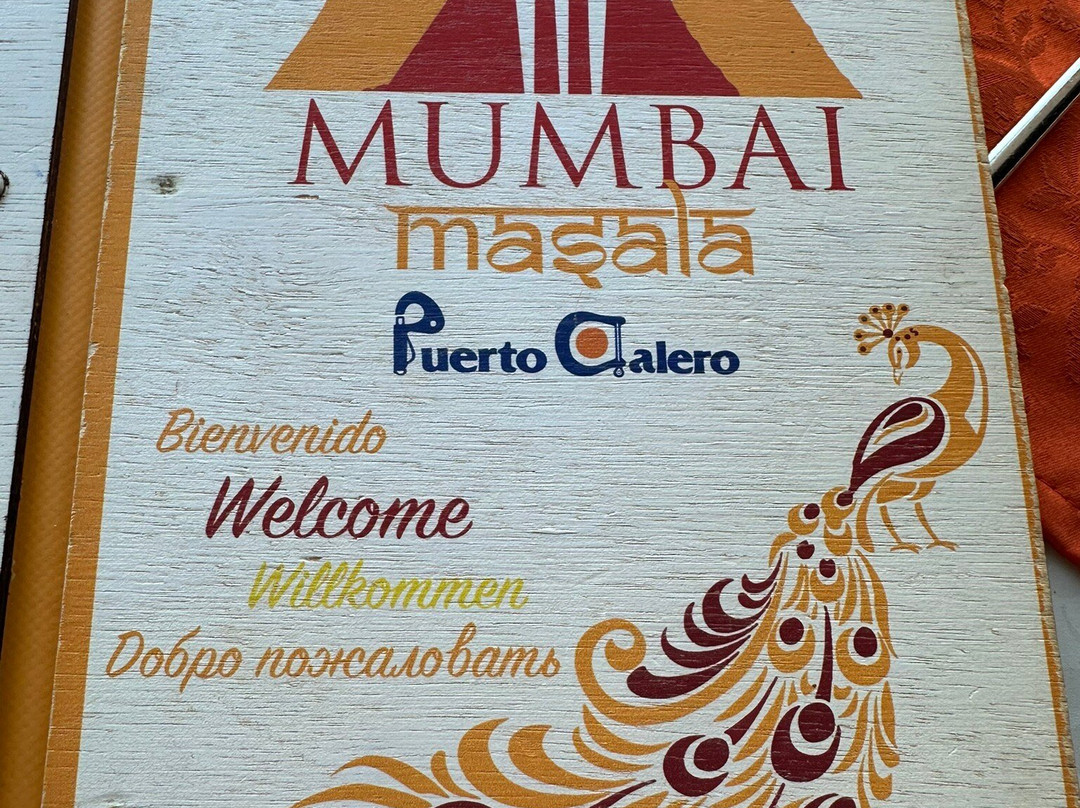 MUMBAI
masala
Puerto Calero
Bienvenido
Welcome
Willkommen
Добро пожаловать